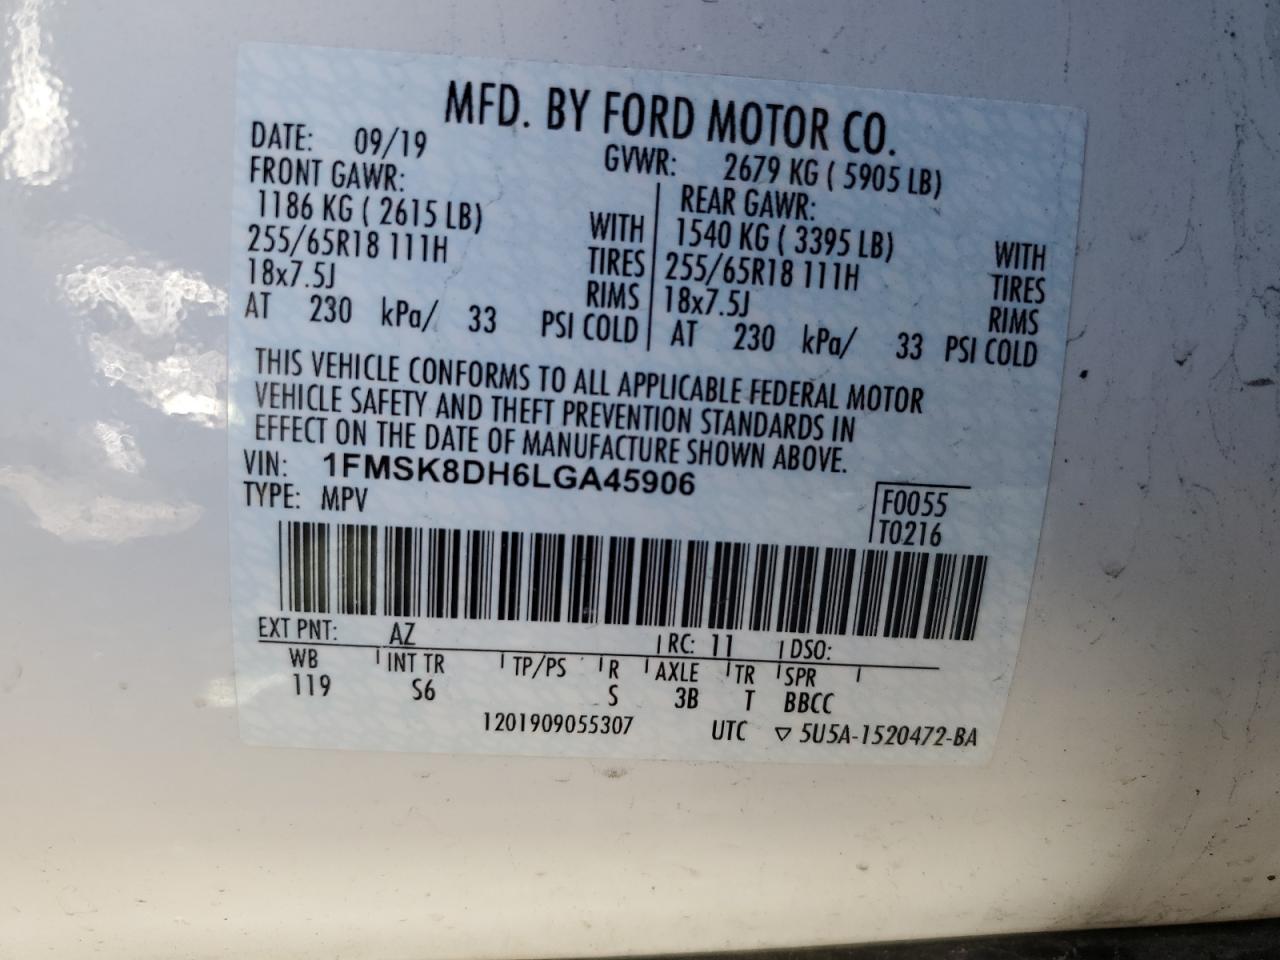 MFD. BY FORD MOTOR CO.
DATE: 09/19 GVWR: 2679 KG ( 5905 LB)
FRONT GAWR: REAR GAWR:
1186 KG ( 2615 LB) WITH 1540 KG ( 3395 LB) WITH
255/65R18 111H TIRES 255/65R18 111H TIRES
18x7.5J RIMS 18x7.5J RIMS
AT 230 kPa/ 33 PSI COLD AT 230 kPa/ 33 PSI COLD
THIS VEHICLE CONFORMS TO ALL APPLICABLE FEDERAL MOTOR
VEHICLE SAFETY AND THEFT PREVENTION STANDARDS IN
EFFECT ON THE DATE OF MANUFACTURE SHOWN ABOVE.
VIN: 1FMSK8DH6LGA45906
TYPE: MPV F0055
T0216
EXT PNT: AZ RC: 11 DSO:
WB INT TR TP/PS R AXLE TR SPR
119 S6 S 3B T BBCC
1201909055307 UTC ▽ 5U5A-1520472-BA